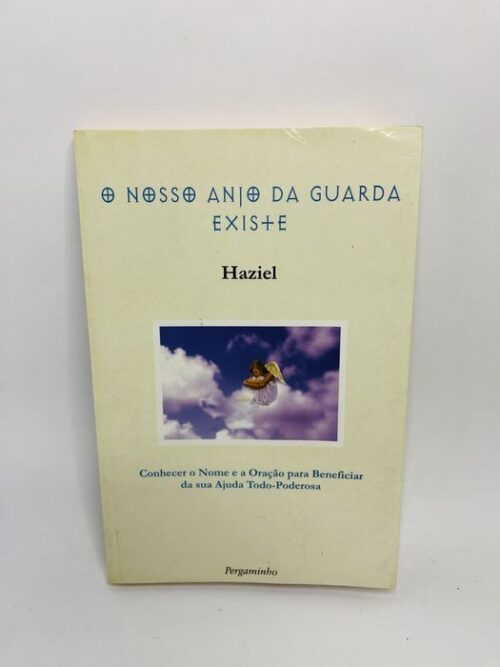 O NOSSO ANJO DA GUARDA
EXISTE
Haziel
Conhecer o Nome e a Oração para Beneficiar
da sua Ajuda Todo-Poderosa
Pergaminho